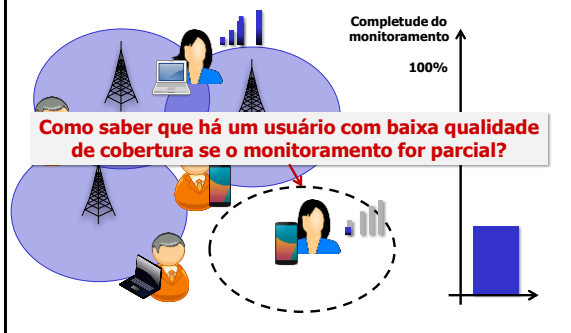 Completude do
monitoramento
100%
Como saber que há um usuário com baixa qualidade
de cobertura se o monitoramento for parcial?